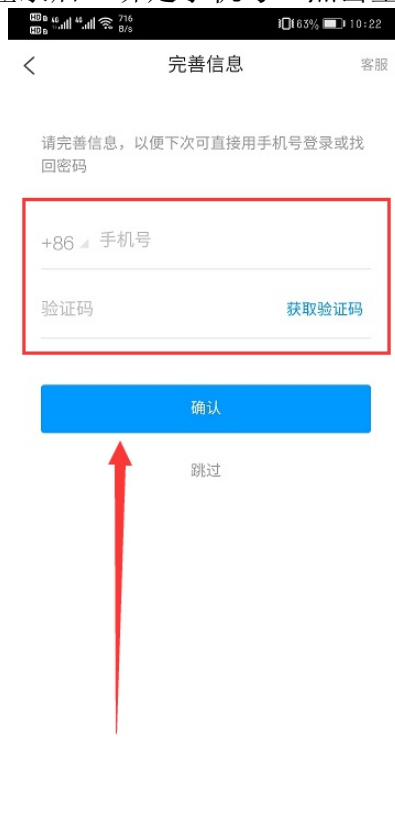 716
B/s
63% 10:22
完善信息
客服
请完善信息，以便下次可直接用手机号登录或找
回密码
+86 手机号
验证码 获取验证码
确认
跳过